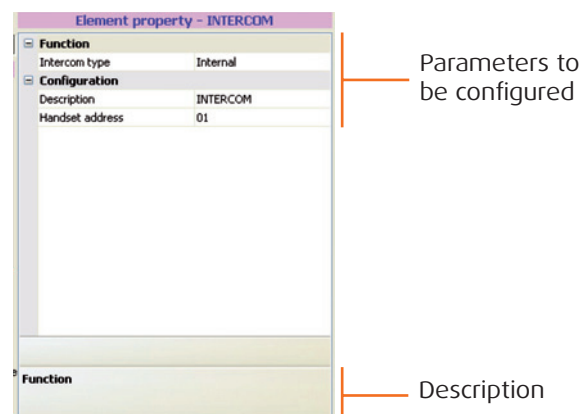 Element property - INTERCOM
Function
Intercom type Internal
Configuration
Description INTERCOM
Handset address 01
Parameters to
be configured
Function
Description